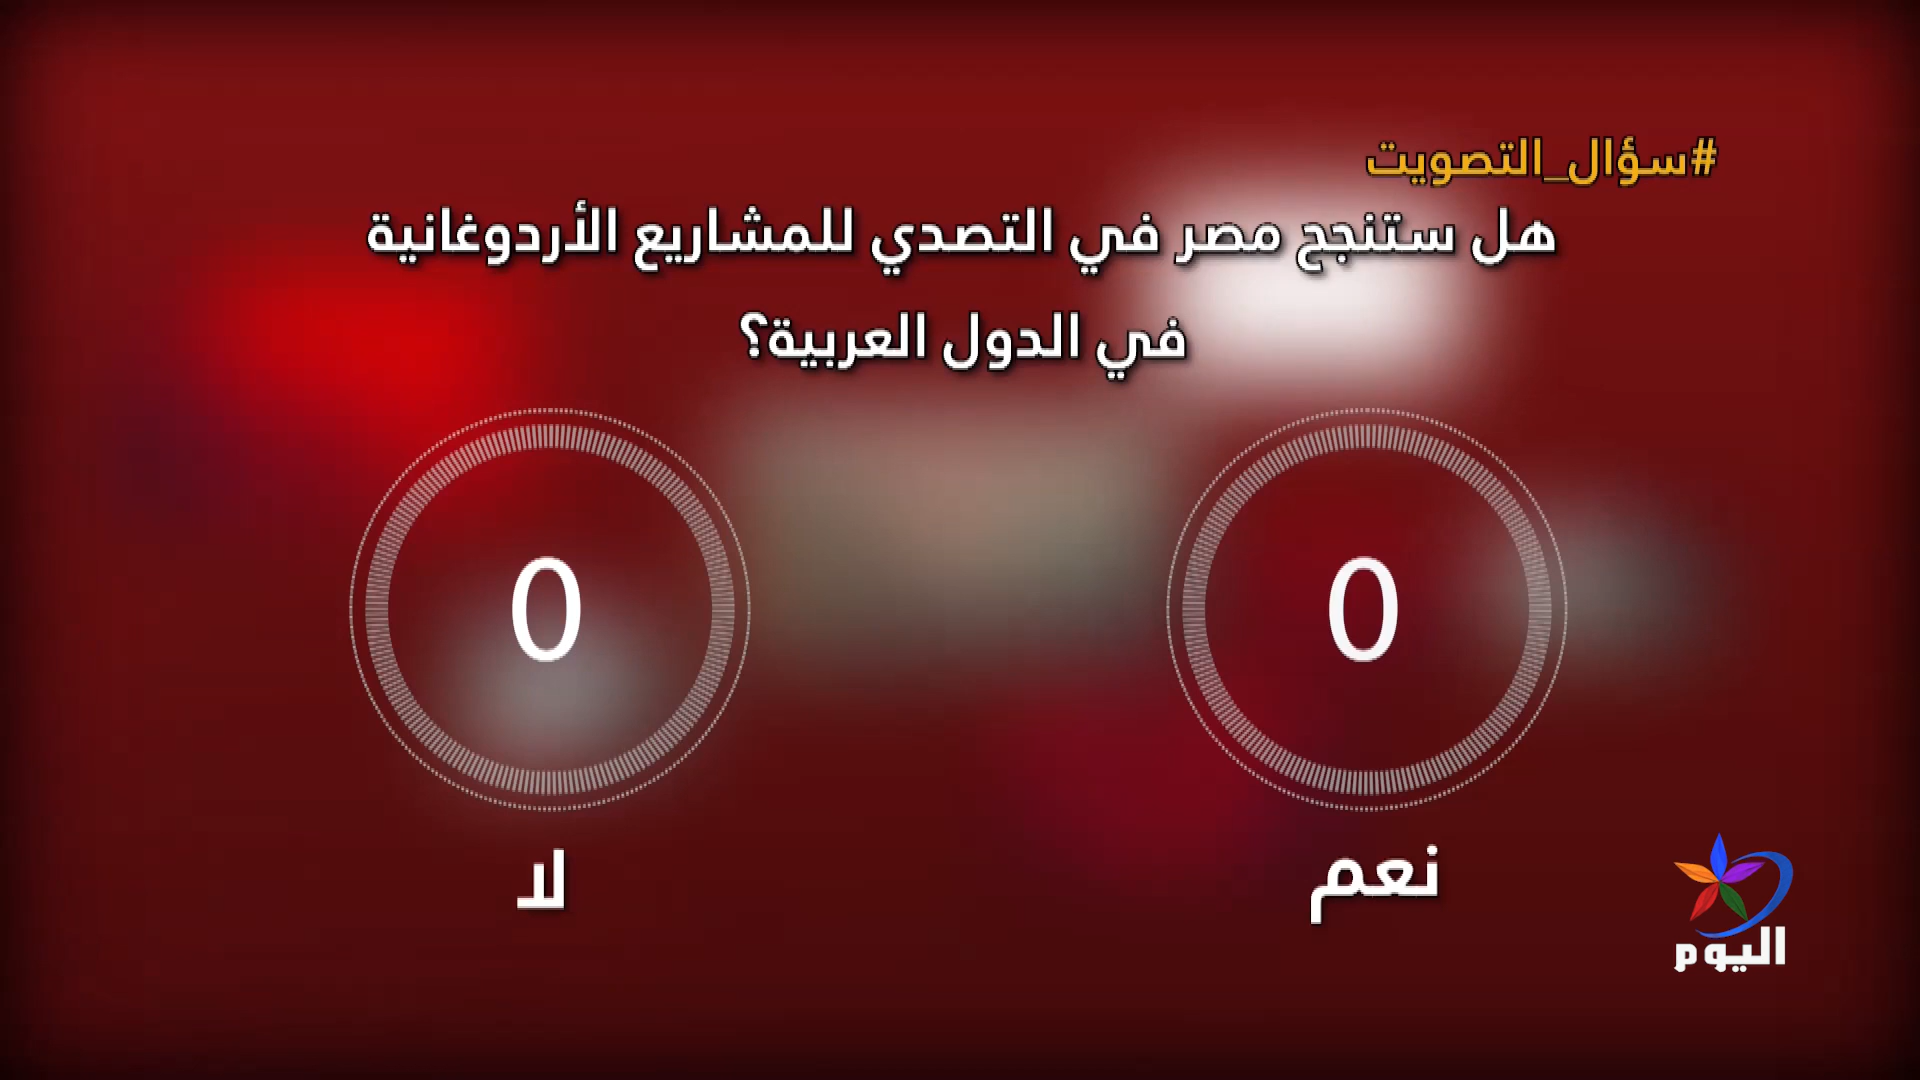 #سؤال_التصويت
هل ستنجح مصر في التصدي للمشاريع الأردوغانية
في الدول العربية؟
0
0
نعم
لا
اليوم